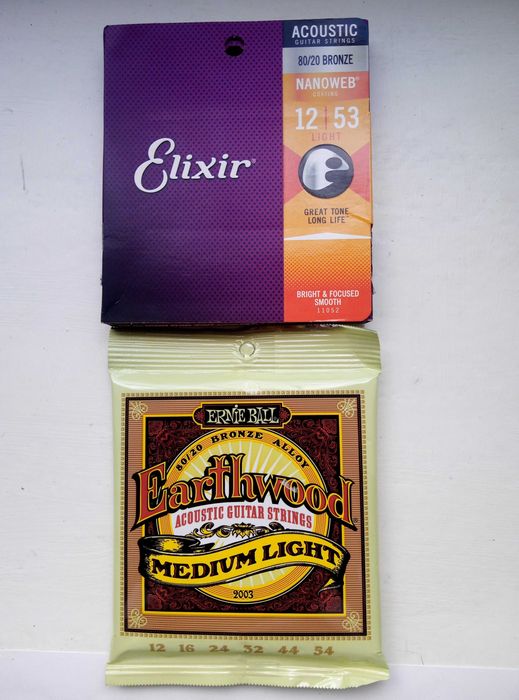 ACOUSTIC
GUITAR STRINGS
80/20 BRONZE
NANOWEB®
COATING
12 53
LIGHT
Elixir®
GREAT TONE
LONG LIFE™
BRIGHT & FOCUSED
SMOOTH
11052
ERNIE BALL
80/20 BRONZE ALLOY
Earthwood
ACOUSTIC GUITAR STRINGS
MEDIUM LIGHT
2003
12 16 24 32 44 54